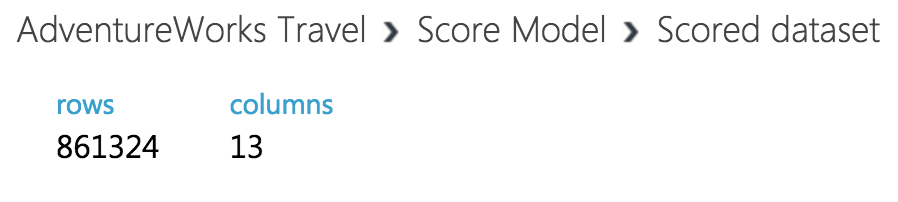 AdventureWorks Travel ❯ Score Model ❯ Scored dataset
rows columns
861324 13